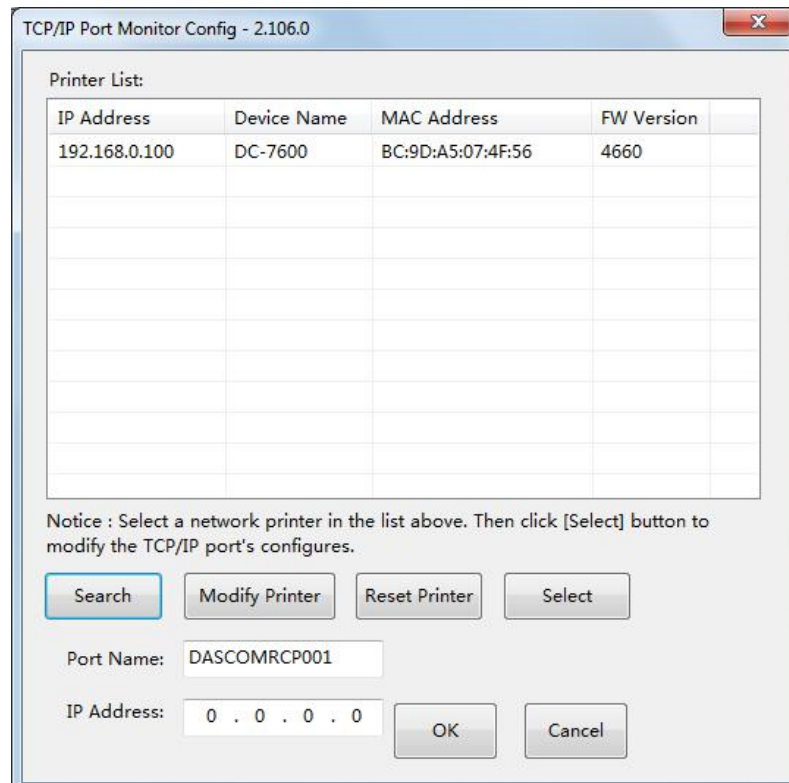 TCP/IP Port Monitor Config - 2.106.0
Printer List:
IP Address Device Name MAC Address FW Version
192.168.0.100 DC-7600 BC:9D:A5:07:4F:56 4660
Notice : Select a network printer in the list above. Then click [Select] button to
modify the TCP/IP port's configures.
Search Modify Printer Reset Printer Select
Port Name: DASCOMRCP001
IP Address: 0 . 0 . 0 . 0 OK Cancel